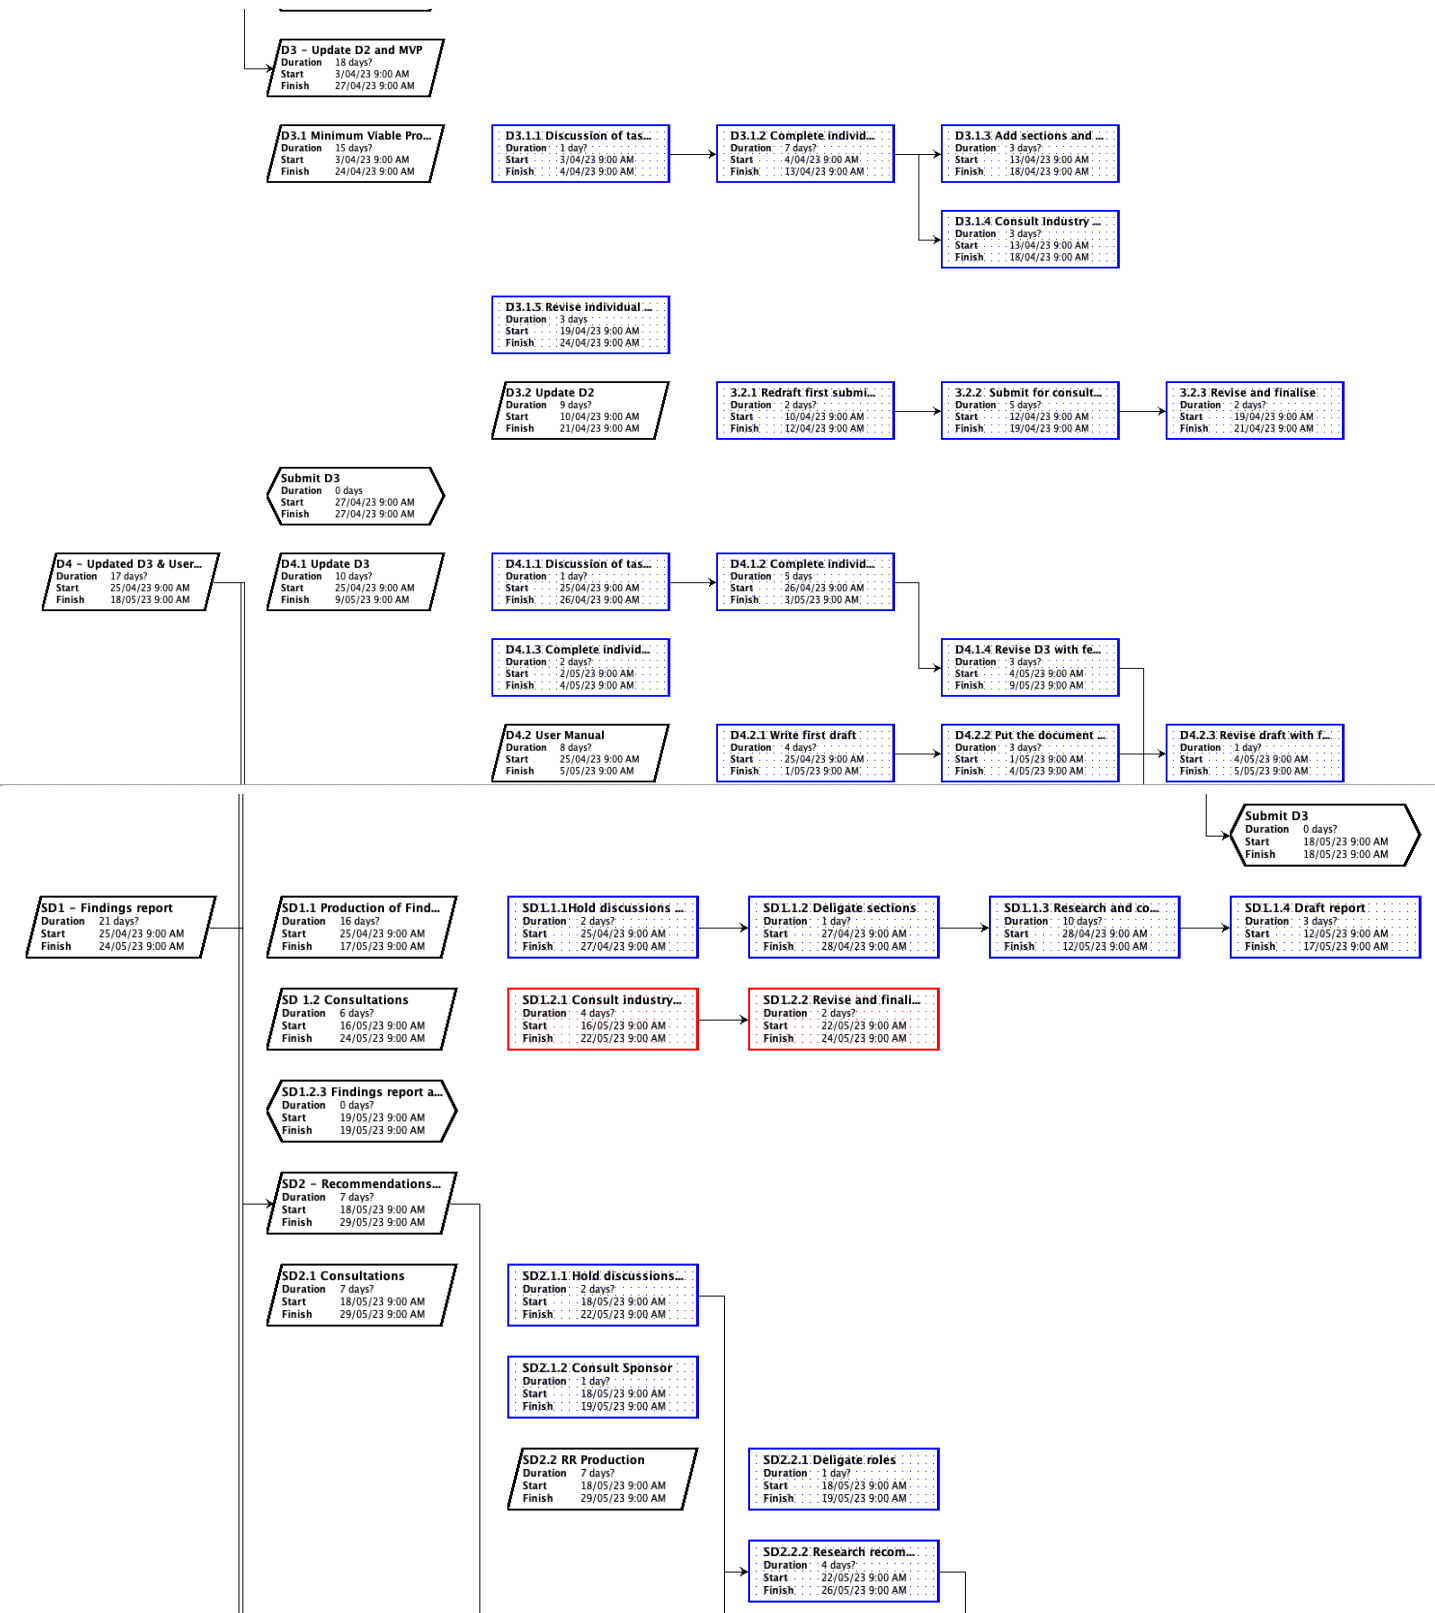 D3 - Update D2 and MVP
Duration 18 days?
Start 3/04/23 9:00 AM
Finish 27/04/23 9:00 AM
D3.1 Minimum Viable Pro...
Duration 15 days?
Start 3/04/23 9:00 AM
Finish 24/04/23 9:00 AM
D3.1.1 Discussion of tas...
Duration 1 day?
Start 3/04/23 9:00 AM
Finish 4/04/23 9:00 AM
D3.1.2 Complete individ...
Duration 7 days?
Start 4/04/23 9:00 AM
Finish 13/04/23 9:00 AM
D3.1.3 Add sections and ...
Duration 3 days?
Start 13/04/23 9:00 AM
Finish 18/04/23 9:00 AM
D3.1.4 Consult Industry ...
Duration 3 days?
Start 13/04/23 9:00 AM
Finish 18/04/23 9:00 AM
D3.1.5 Revise individual ...
Duration 3 days
Start 19/04/23 9:00 AM
Finish 24/04/23 9:00 AM
D3.2 Update D2
Duration 9 days?
Start 10/04/23 9:00 AM
Finish 21/04/23 9:00 AM
3.2.1 Redraft first submi...
Duration 2 days?
Start 10/04/23 9:00 AM
Finish 12/04/23 9:00 AM
3.2.2 Submit for consult...
Duration 5 days?
Start 12/04/23 9:00 AM
Finish 19/04/23 9:00 AM
3.2.3 Revise and finalise
Duration 2 days?
Start 19/04/23 9:00 AM
Finish 21/04/23 9:00 AM
Submit D3
Duration 0 days
Start 27/04/23 9:00 AM
Finish 27/04/23 9:00 AM
D4 - Updated D3 & User...
Duration 17 days?
Start 25/04/23 9:00 AM
Finish 18/05/23 9:00 AM
D4.1 Update D3
Duration 10 days?
Start 25/04/23 9:00 AM
Finish 9/05/23 9:00 AM
D4.1.1 Discussion of tas...
Duration 1 day?
Start 25/04/23 9:00 AM
Finish 26/04/23 9:00 AM
D4.1.2 Complete individ...
Duration 5 days
Start 26/04/23 9:00 AM
Finish 3/05/23 9:00 AM
D4.1.3 Complete individ...
Duration 2 days?
Start 2/05/23 9:00 AM
Finish 4/05/23 9:00 AM
D4.1.4 Revise D3 with fe...
Duration 3 days?
Start 4/05/23 9:00 AM
Finish 9/05/23 9:00 AM
D4.2 User Manual
Duration 8 days?
Start 25/04/23 9:00 AM
Finish 5/05/23 9:00 AM
D4.2.1 Write first draft
Duration 4 days?
Start 25/04/23 9:00 AM
Finish 1/05/23 9:00 AM
D4.2.2 Put the document ...
Duration 3 days?
Start 1/05/23 9:00 AM
Finish 4/05/23 9:00 AM
D4.2.3 Revise draft with f...
Duration 1 day?
Start 4/05/23 9:00 AM
Finish 5/05/23 9:00 AM
Submit D3
Duration 0 days?
Start 18/05/23 9:00 AM
Finish 18/05/23 9:00 AM
SD1 - Findings report
Duration 21 days?
Start 25/04/23 9:00 AM
Finish 24/05/23 9:00 AM
SD1.1 Production of Find...
Duration 16 days?
Start 25/04/23 9:00 AM
Finish 17/05/23 9:00 AM
SD1.1.1Hold discussions ...
Duration 2 days?
Start 25/04/23 9:00 AM
Finish 27/04/23 9:00 AM
SD1.1.2 Deligate sections
Duration 1 day?
Start 27/04/23 9:00 AM
Finish 28/04/23 9:00 AM
SD1.1.3 Research and co...
Duration 10 days?
Start 28/04/23 9:00 AM
Finish 12/05/23 9:00 AM
SD1.1.4 Draft report
Duration 3 days?
Start 12/05/23 9:00 AM
Finish 17/05/23 9:00 AM
SD 1.2 Consultations
Duration 6 days?
Start 16/05/23 9:00 AM
Finish 24/05/23 9:00 AM
SD1.2.1 Consult industry...
Duration 4 days?
Start 16/05/23 9:00 AM
Finish 22/05/23 9:00 AM
SD1.2.2 Revise and finali...
Duration 2 days?
Start 22/05/23 9:00 AM
Finish 24/05/23 9:00 AM
SD1.2.3 Findings report a...
Duration 0 days?
Start 19/05/23 9:00 AM
Finish 19/05/23 9:00 AM
SD2 - Recommendations...
Duration 7 days?
Start 18/05/23 9:00 AM
Finish 29/05/23 9:00 AM
SD2.1 Consultations
Duration 7 days?
Start 18/05/23 9:00 AM
Finish 29/05/23 9:00 AM
SD2.1.1 Hold discussions...
Duration 2 days?
Start 18/05/23 9:00 AM
Finish 22/05/23 9:00 AM
SD2.1.2 Consult Sponsor
Duration 1 day?
Start 18/05/23 9:00 AM
Finish 19/05/23 9:00 AM
SD2.2 RR Production
Duration 7 days?
Start 18/05/23 9:00 AM
Finish 29/05/23 9:00 AM
SD2.2.1 Deligate roles
Duration 1 day?
Start 18/05/23 9:00 AM
Finish 19/05/23 9:00 AM
SD2.2.2 Research recom...
Duration 4 days?
Start 22/05/23 9:00 AM
Finish 26/05/23 9:00 AM